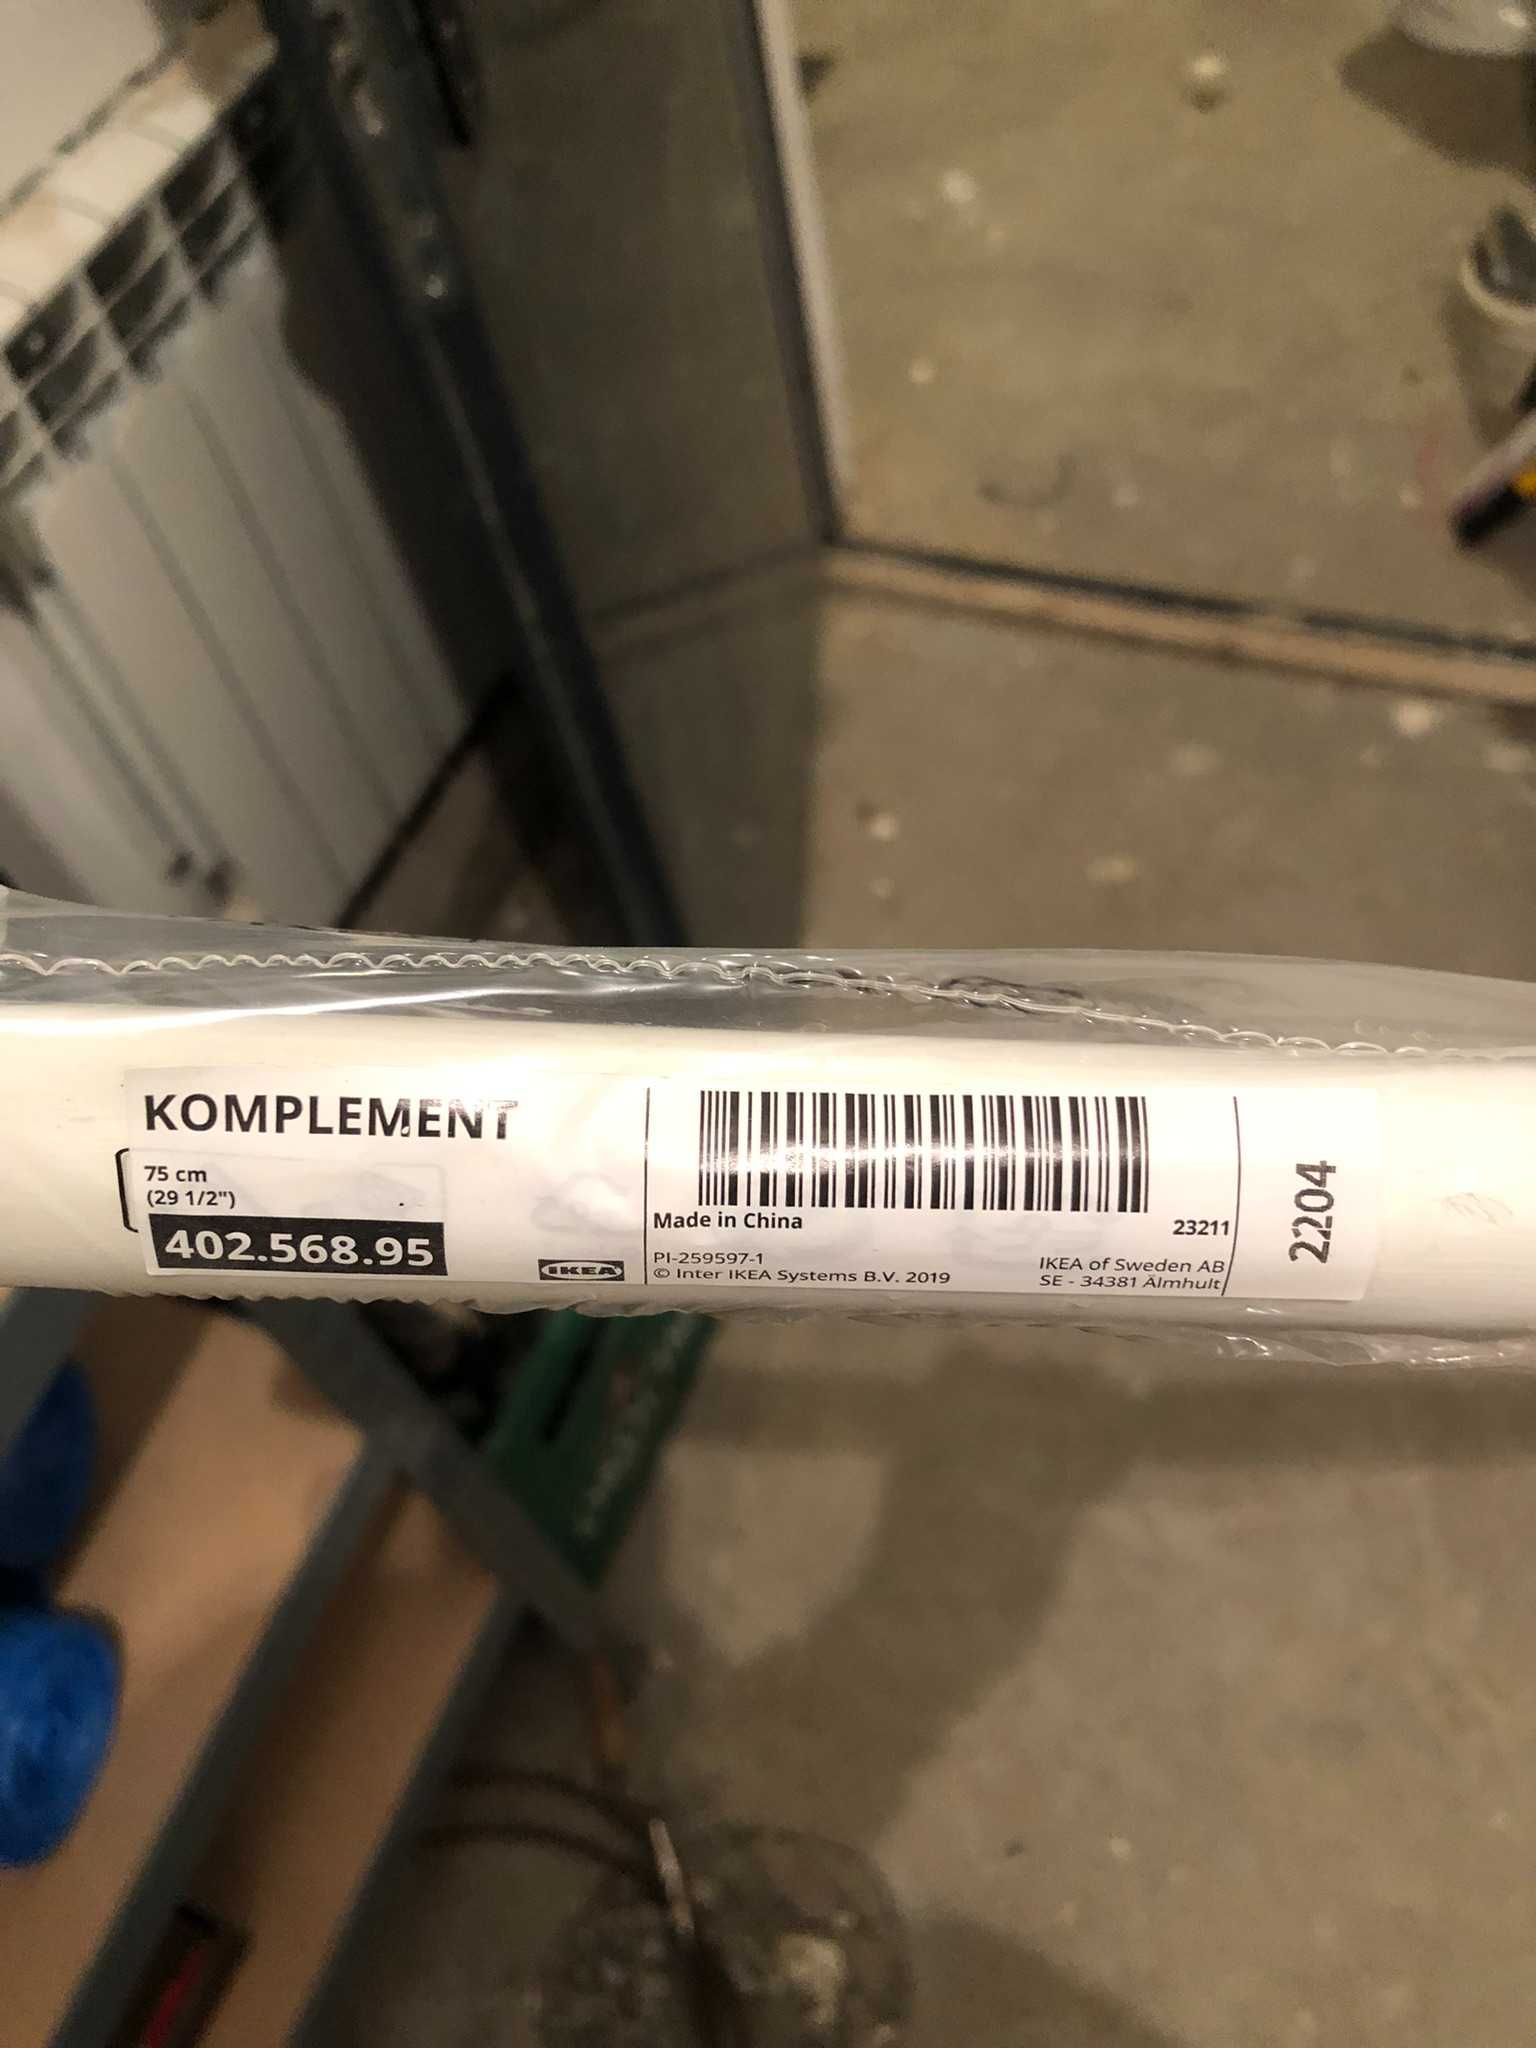 KOMPLEMENT
75 cm
(29 1/2")
402.568.95
IKEA
Made in China
23211
PI-259597-1
© Inter IKEA Systems B.V. 2019
IKEA of Sweden AB
SE - 34381 Älmhult
2204